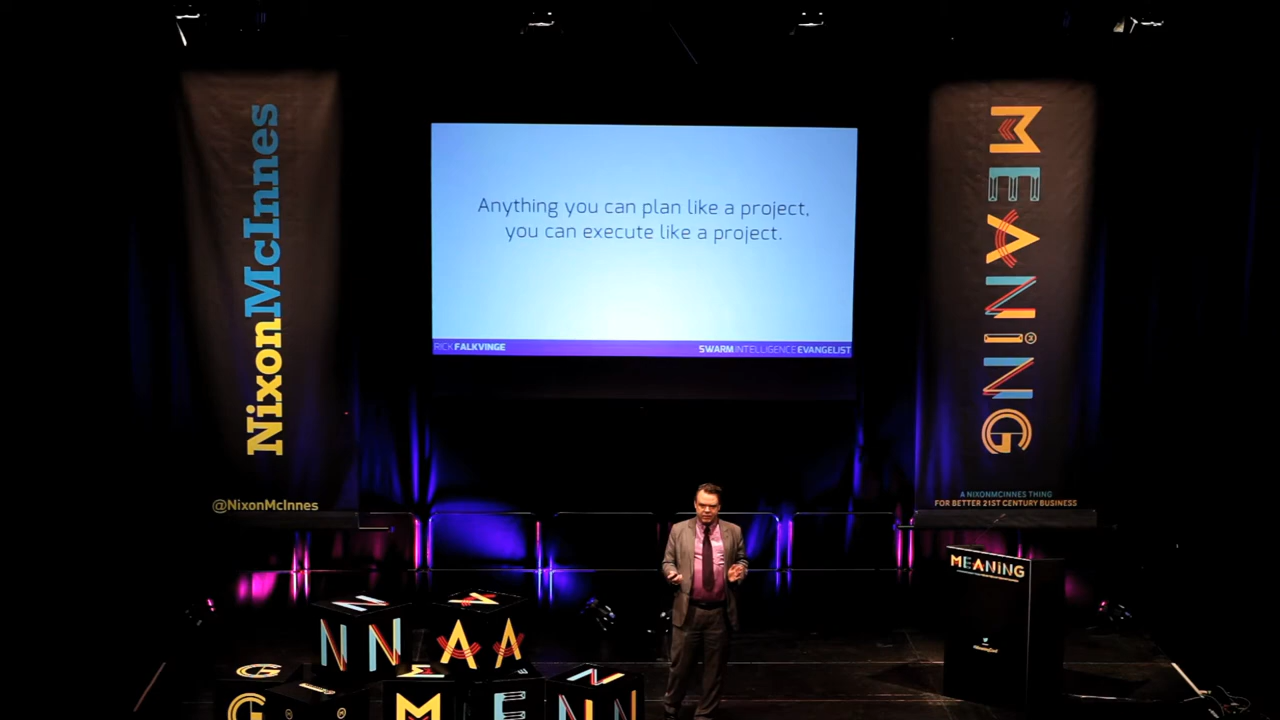 NixonMcInnes
@NixonMcInnes
Anything you can plan like a project,
you can execute like a project.
RICK FALKVINGE
SWARM INTELLIGENCE EVANGELIST
MEANiNG
2
A NIXONMCINNES THING
FOR BETTER 21ST CENTURY BUSINESS
MEANiNG
N
N N
A A
G
G
M
E
N
N N